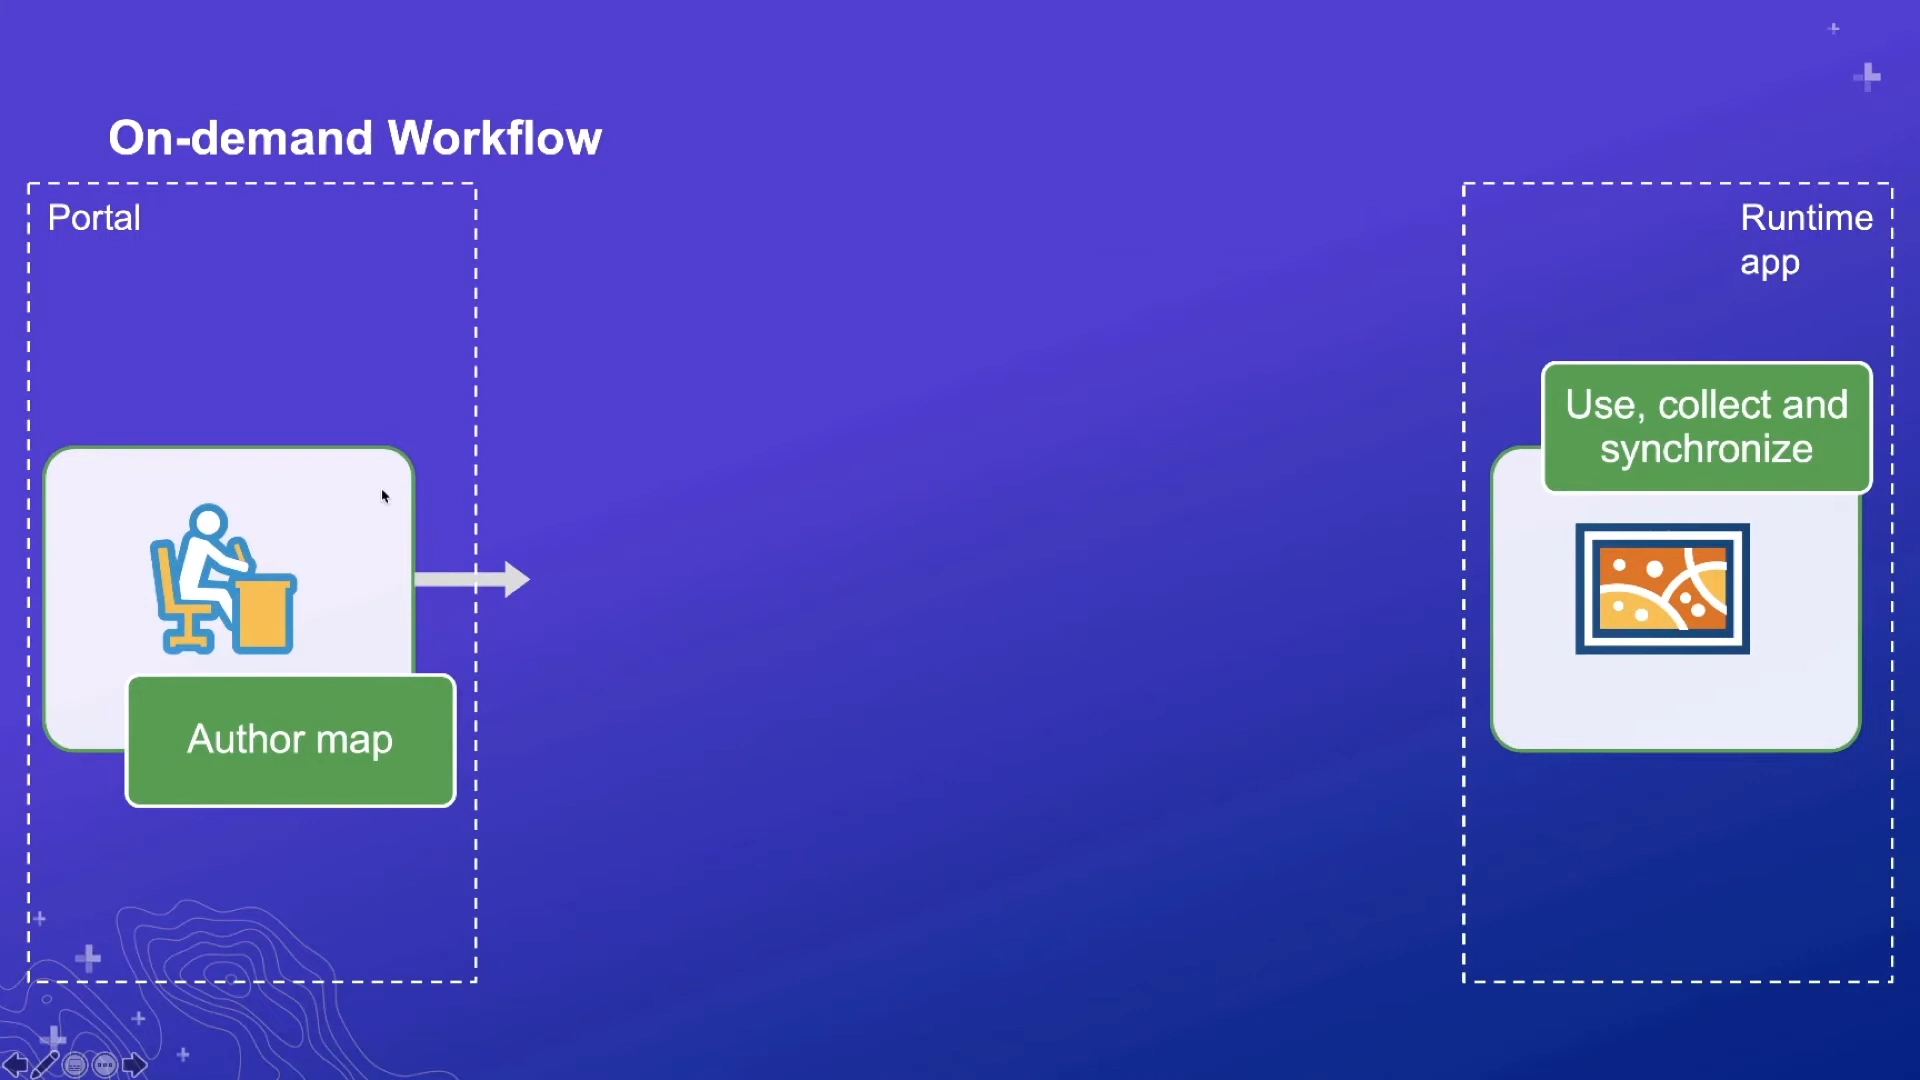 On-demand Workflow
Portal
Runtime
app
Use, collect and
synchronize
Author map